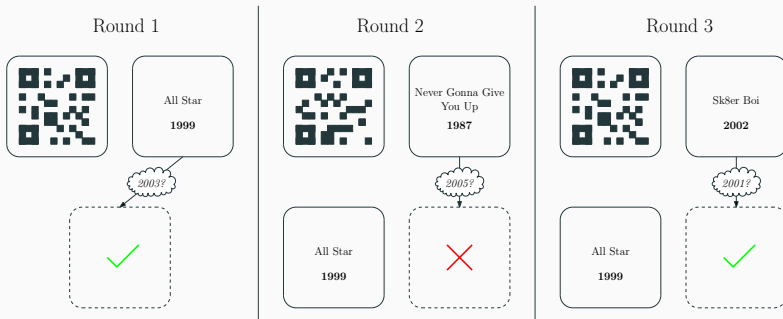 Round 1
All Star
1999
2003?
Round 2
Never Gonna Give
You Up
1987
2005?
All Star
1999
Round 3
Sk8er Boi
2002
2001?
All Star
1999